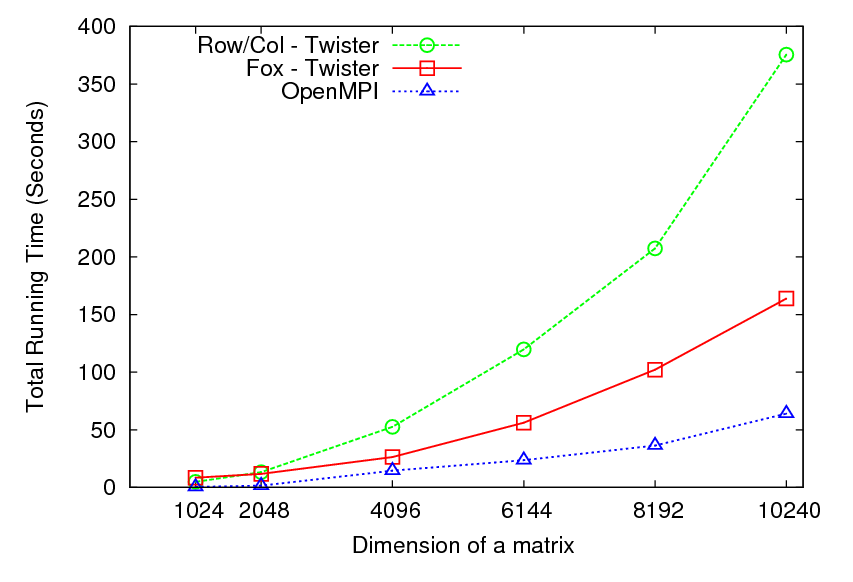 400
350
300
250
200
150
100
50
0
Total Running Time (Seconds)
Row/Col - Twister
Fox - Twister
OpenMPI
1024 2048 4096 6144 8192 10240
Dimension of a matrix